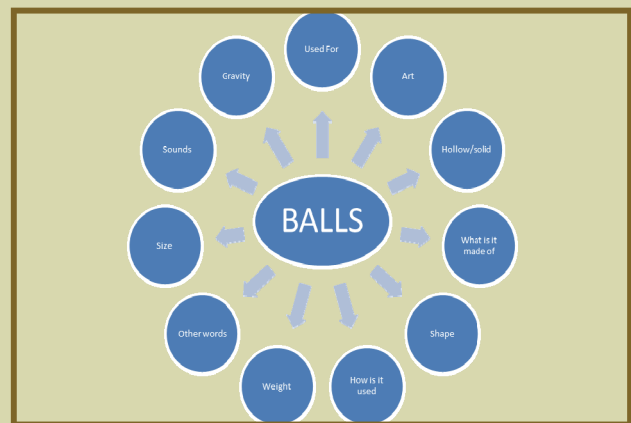 BALLS
Used For
Art
Hollow/solid
What is it
made of
Shape
How is it
used
Weight
Other words
Size
Sounds
Gravity